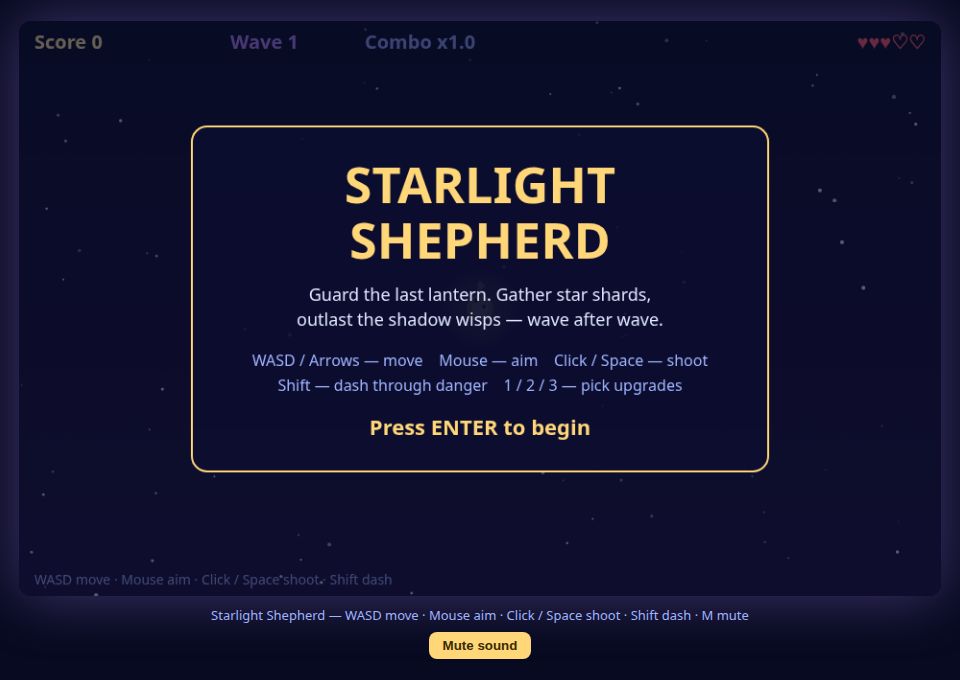 Score 0 Wave 1 Combo x1.0 ♥♥♥♡♡
STARLIGHT
SHEPHERD
Guard the last lantern. Gather star shards,
outlast the shadow wisps — wave after wave.
WASD / Arrows — move Mouse — aim Click / Space — shoot
Shift — dash through danger 1 / 2 / 3 — pick upgrades
Press ENTER to begin
WASD move · Mouse aim · Click / Space shoot · Shift dash
Starlight Shepherd — WASD move · Mouse aim · Click / Space shoot · Shift dash · M mute
Mute sound